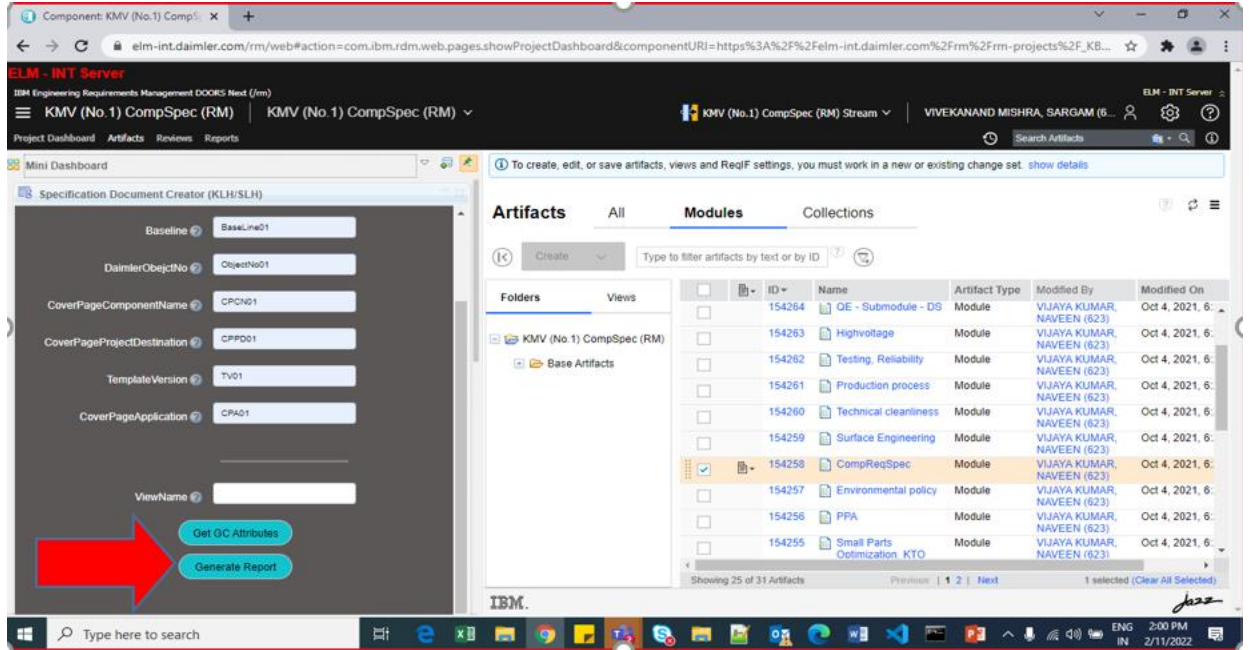 Component: KMV (No.1) CompS
elm-int.daimler.com/rm/web#action=com.ibm.rdm.web.pages.showProjectDashboard&componentURI=https%3A%2F%2Felm-int.daimler.com%2Frm%2Frm-projects%2F_KB...
ELM - INT Server
IBM Engineering Requirements Management DOORS Next (/rm)
ELM - INT Server
KMV (No.1) CompSpec (RM) KMV (No.1) CompSpec (RM)
KMV (No.1) CompSpec (RM) Stream VIVEKANAND MISHRA, SARGAM (6...
Project Dashboard Artifacts Reviews Reports
Search Artifacts
Mini Dashboard
Specification Document Creator (KLH/SLH)
Baseline BaseLine01
DaimlerObejctNo ObjectNo01
CoverPageComponentName CPCN01
CoverPageProjectDestination CPPD01
TemplateVersion TV01
CoverPageApplication CPA01
ViewName
Get GC Attributes
Generate Report
To create, edit, or save artifacts, views and ReqIF settings, you must work in a new or existing change set. show details
Artifacts All Modules Collections
Create Type to filter artifacts by text or by ID
Folders Views
KMV (No.1) CompSpec (RM)
Base Artifacts
ID Name Artifact Type Modified By Modified On
154264 QE - Submodule - DS Module VIJAYA KUMAR, Oct 4, 2021, 6:
NAVEEN (623)
154263 Highvoltage Module VIJAYA KUMAR, Oct 4, 2021, 6:
NAVEEN (623)
154262 Testing, Reliability Module VIJAYA KUMAR, Oct 4, 2021, 6:
NAVEEN (623)
154261 Production process Module VIJAYA KUMAR, Oct 4, 2021, 6:
NAVEEN (623)
154260 Technical cleanliness Module VIJAYA KUMAR, Oct 4, 2021, 6:
NAVEEN (623)
154259 Surface Engineering Module VIJAYA KUMAR, Oct 4, 2021, 6:
NAVEEN (623)
154258 CompReqSpec Module VIJAYA KUMAR, Oct 4, 2021, 6:
NAVEEN (623)
154257 Environmental policy Module VIJAYA KUMAR, Oct 4, 2021, 6:
NAVEEN (623)
154256 PPA Module VIJAYA KUMAR, Oct 4, 2021, 6:
NAVEEN (623)
154255 Small Parts Module VIJAYA KUMAR, Oct 4, 2021, 6:
Optimization_KTO NAVEEN (623)
Showing 25 of 31 Artifacts Previous | 1 2 | Next 1 selected (Clear All Selected)
IBM. Jazz
Type here to search
ENG 2:00 PM
IN 2/11/2022